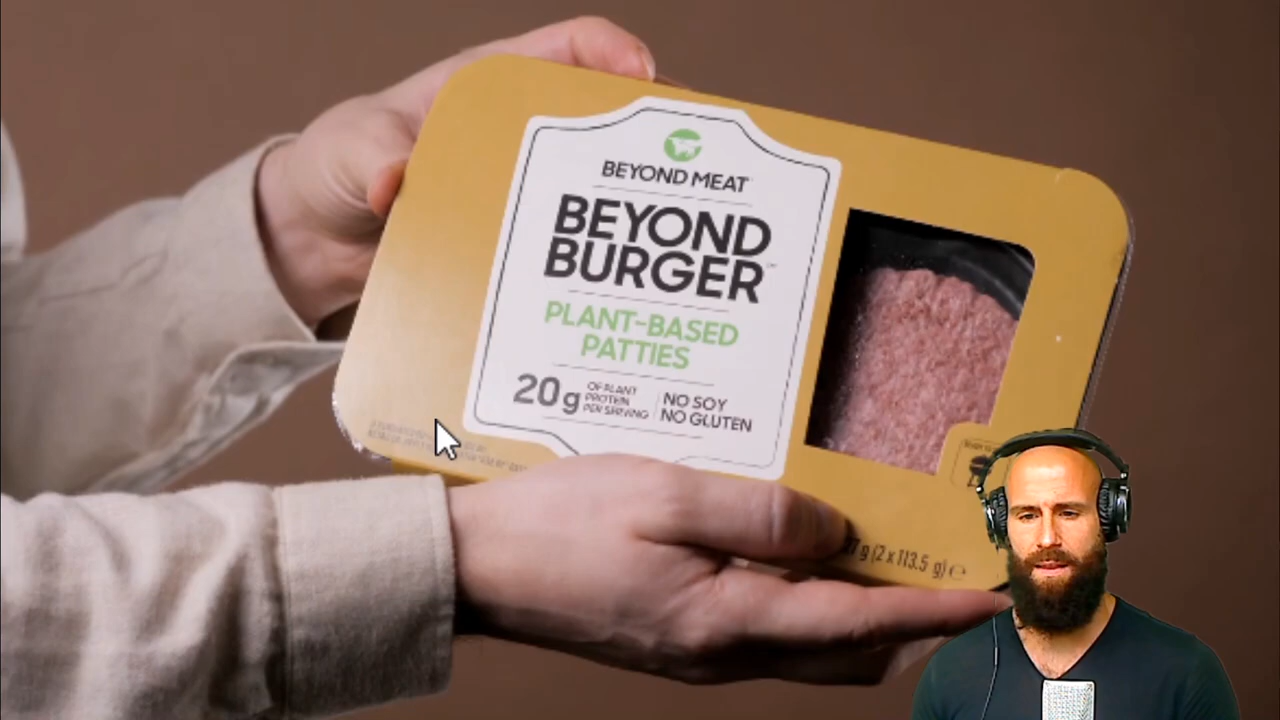 BEYOND MEAT
BEYOND
BURGER
PLANT-BASED
PATTIES
20g
OF PLANT
PROTEIN
PER SERVING
NO SOY
NO GLUTEN
g (2 x 113.5 g) ℮